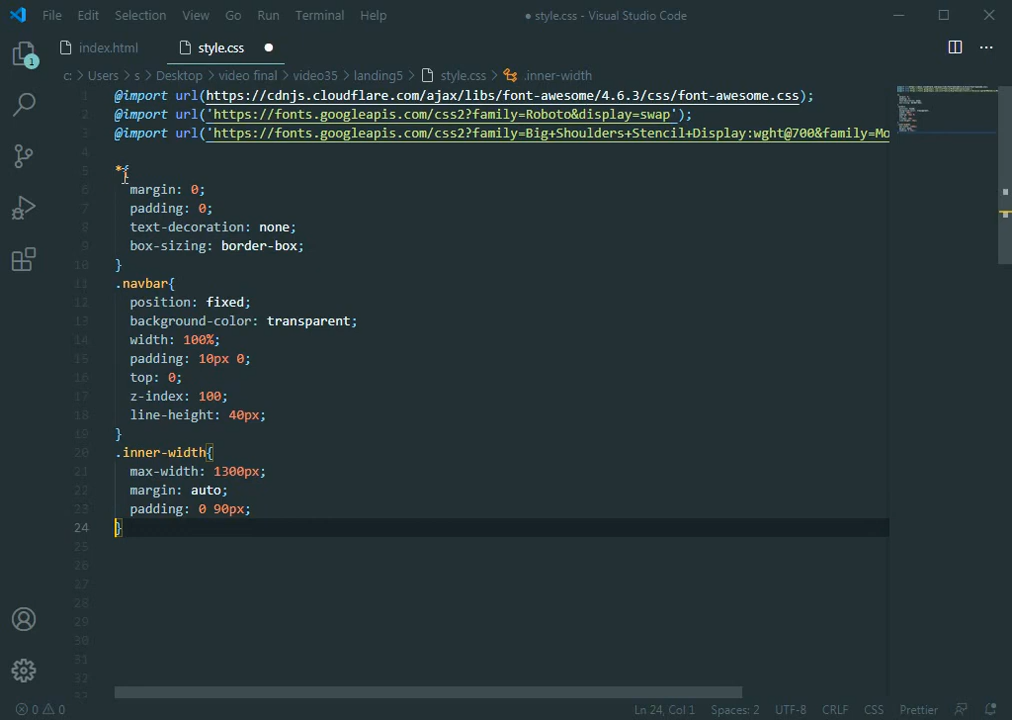 File Edit Selection View Go Run Terminal Help ● style.css - Visual Studio Code
index.html style.css
1
c: > Users > s > Desktop > video final > video35 > landing5 > style.css > .inner-width
1 @import url(https://cdnjs.cloudflare.com/ajax/libs/font-awesome/4.6.3/css/font-awesome.css);
2 @import url('https://fonts.googleapis.com/css2?family=Roboto&display=swap');
3 @import url('https://fonts.googleapis.com/css2?family=Big+Shoulders+Stencil+Display:wght@700&family=Mo
4
5 *{
6 margin: 0;
7 padding: 0;
8 text-decoration: none;
9 box-sizing: border-box;
10 }
11 .navbar{
12 position: fixed;
13 background-color: transparent;
14 width: 100%;
15 padding: 10px 0;
16 top: 0;
17 z-index: 100;
18 line-height: 40px;
19 }
20 .inner-width{
21 max-width: 1300px;
22 margin: auto;
23 padding: 0 90px;
24 }
25
26
27
28
29
30
31
32
0 0 Ln 24, Col 1 Spaces: 2 UTF-8 CRLF CSS Prettier